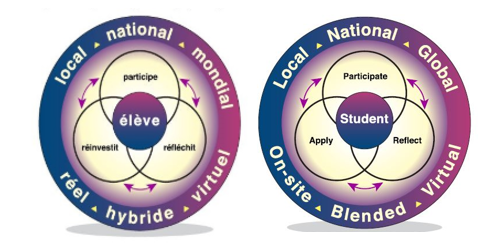 local ▲ national ▲ mondial
participe
élève
réinvestit
réfléchit
réel ▲ hybride ▲ virtuel
Local ▲ National ▲ Global
Participate
Student
Apply
Reflect
On-site ▲ Blended ▲ Virtual